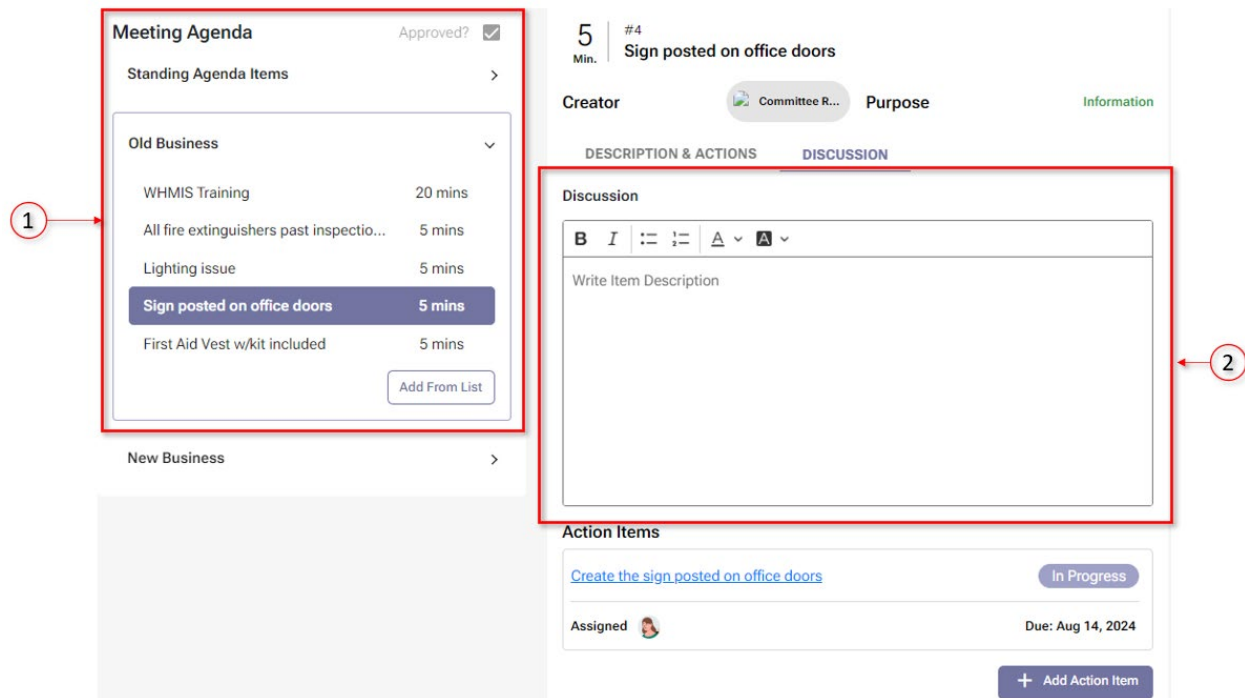 Meeting Agenda
Approved?
Standing Agenda Items
Old Business
WHMIS Training 20 mins
All fire extinguishers past inspectio... 5 mins
Lighting issue 5 mins
Sign posted on office doors 5 mins
First Aid Vest w/kit included 5 mins
Add From List
New Business
1
5
Min.
#4
Sign posted on office doors
Creator Committee R... Purpose Information
DESCRIPTION & ACTIONS DISCUSSION
Discussion
B I A A
Write Item Description
2
Action Items
Create the sign posted on office doors In Progress
Assigned Due: Aug 14, 2024
+ Add Action Item